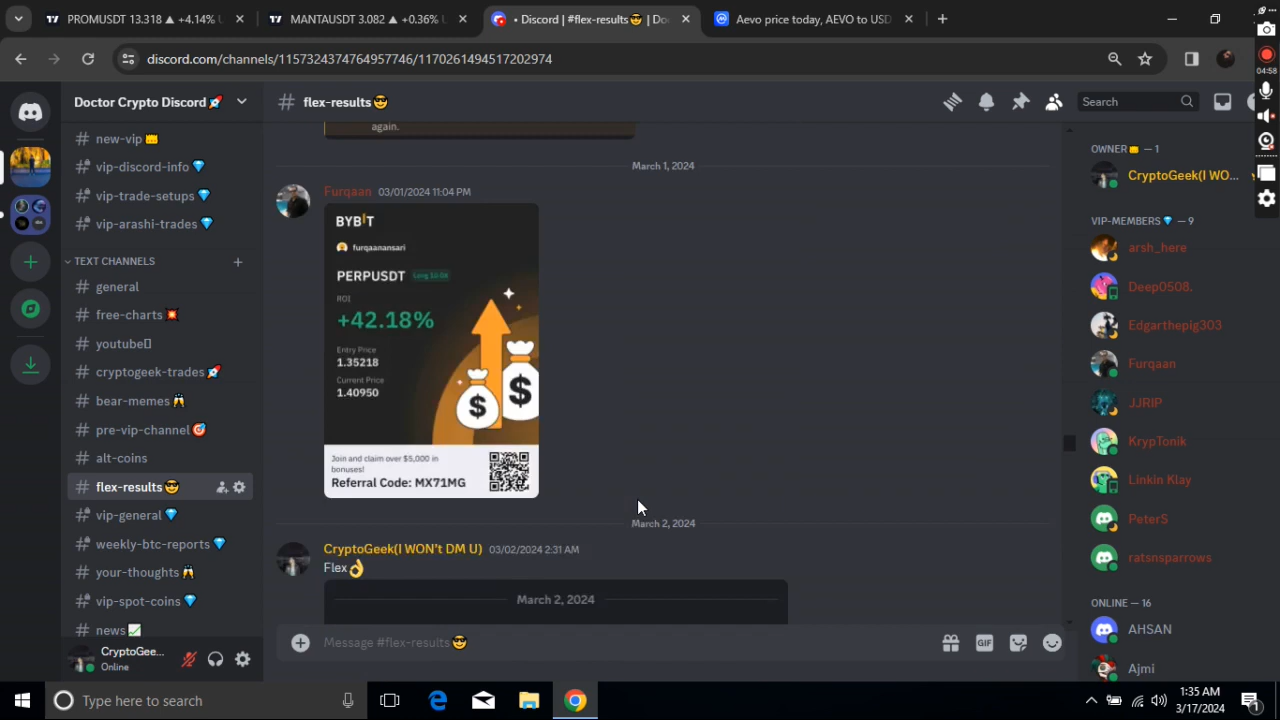 PROMUSDT 13.318 ▲ +4.14%
MANTAUSDT 3.082 ▲ +0.36%
• Discord | #flex-results😎 | Do
Aevo price today, AEVO to USD
discord.com/channels/1157324374764957746/1170261494517202974
04:58
Doctor Crypto Discord🚀
# flex-results😎
Search
# new-vip 👑
# vip-discord-info 💎
# vip-trade-setups 💎
# vip-arashi-trades 💎
TEXT CHANNELS
# general
# free-charts 💥
# youtube
# cryptogeek-trades 🚀
# bear-memes 🙌
# pre-vip-channel 🎯
# alt-coins
# flex-results😎
# vip-general 💎
# weekly-btc-reports 💎
# your-thoughts 🙌
# vip-spot-coins 💎
# news 📈
CryptoGee...
Online
again.
March 1, 2024
Furqaan 03/01/2024 11:04 PM
BYBIT
furqaanansari
PERPUSDT Long 10.0X
ROI
+42.18%
Entry Price
1.35218
Current Price
1.40950
Join and claim over $5,000 in
bonuses!
Referral Code: MX71MG
March 2, 2024
CryptoGeek(I WON'T DM U) 03/02/2024 2:31 AM
Flex👌
March 2, 2024
Message #flex-results😎
GIF
OWNER👑 — 1
CryptoGeek(I WO...
VIP-MEMBERS💎 — 9
arsh_here
Deep0508.
Edgarthepig303
Furqaan
JJRIP
KrypTonik
Linkin Klay
PeterS
ratsnsparrows
ONLINE — 16
AHSAN
Ajmi
Type here to search
1:35 AM
3/17/2024
1